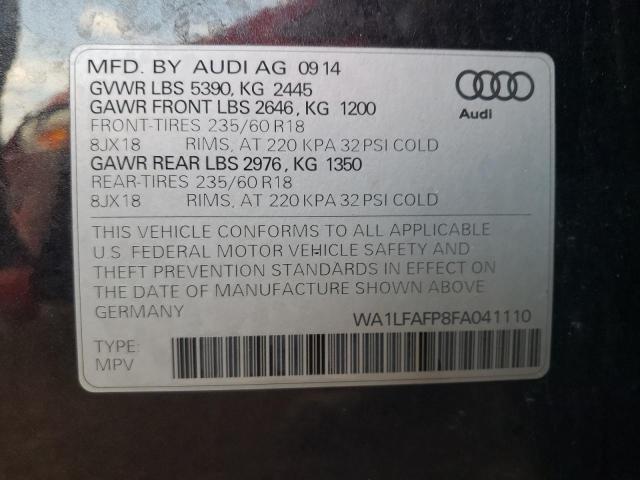 MFD. BY AUDI AG 09 14
GVWR LBS 5390, KG 2445
GAWR FRONT LBS 2646, KG 1200
FRONT-TIRES 235/60 R18
8JX18 RIMS, AT 220 KPA 32 PSI COLD
GAWR REAR LBS 2976, KG 1350
REAR-TIRES 235/60 R18
8JX18 RIMS, AT 220 KPA 32 PSI COLD
Audi
THIS VEHICLE CONFORMS TO ALL APPLICABLE
U.S. FEDERAL MOTOR VEHICLE SAFETY AND
THEFT PREVENTION STANDARDS IN EFFECT ON
THE DATE OF MANUFACTURE SHOWN ABOVE.
GERMANY
WA1LFAFP8FA041110
TYPE:
MPV